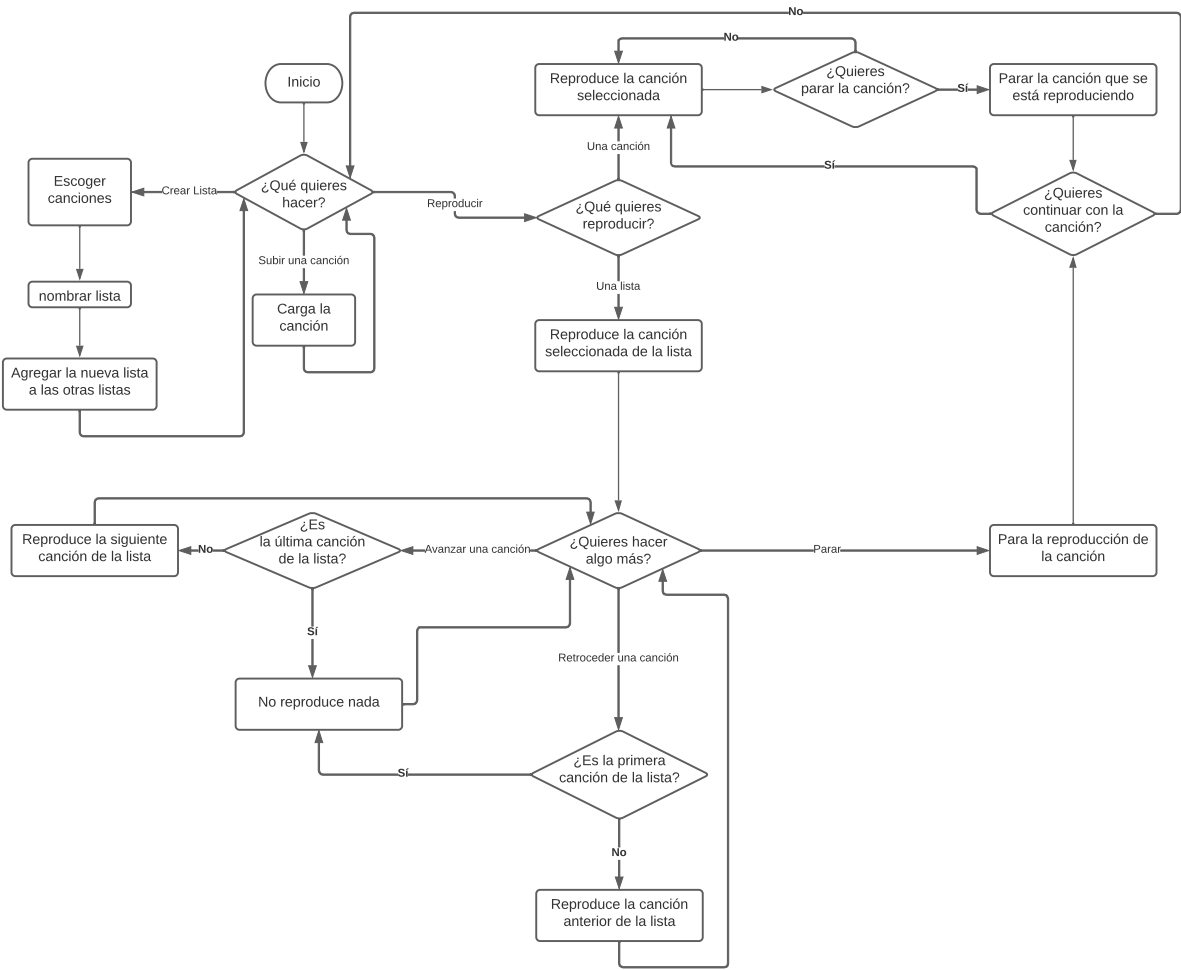 No
No
Inicio
Reproduce la canción
seleccionada
¿Quieres
parar la canción?
Sí
Parar la canción que se
está reproduciendo
Una canción
Sí
Escoger
canciones
Crear Lista
¿Qué quieres
hacer?
Reproducir
¿Qué quieres
reproducir?
¿Quieres
continuar con la
canción?
Subir una canción
Una lista
nombrar lista
Carga la
canción
Reproduce la canción
seleccionada de la lista
Agregar la nueva lista
a las otras listas
Reproduce la siguiente
canción de la lista
No
¿Es
la última canción
de la lista?
Avanzar una canción
¿Quieres hacer
algo más?
Parar
Para la reproducción de
la canción
Sí
Retroceder una canción
No reproduce nada
Sí
¿Es la primera
canción de la lista?
No
Reproduce la canción
anterior de la lista